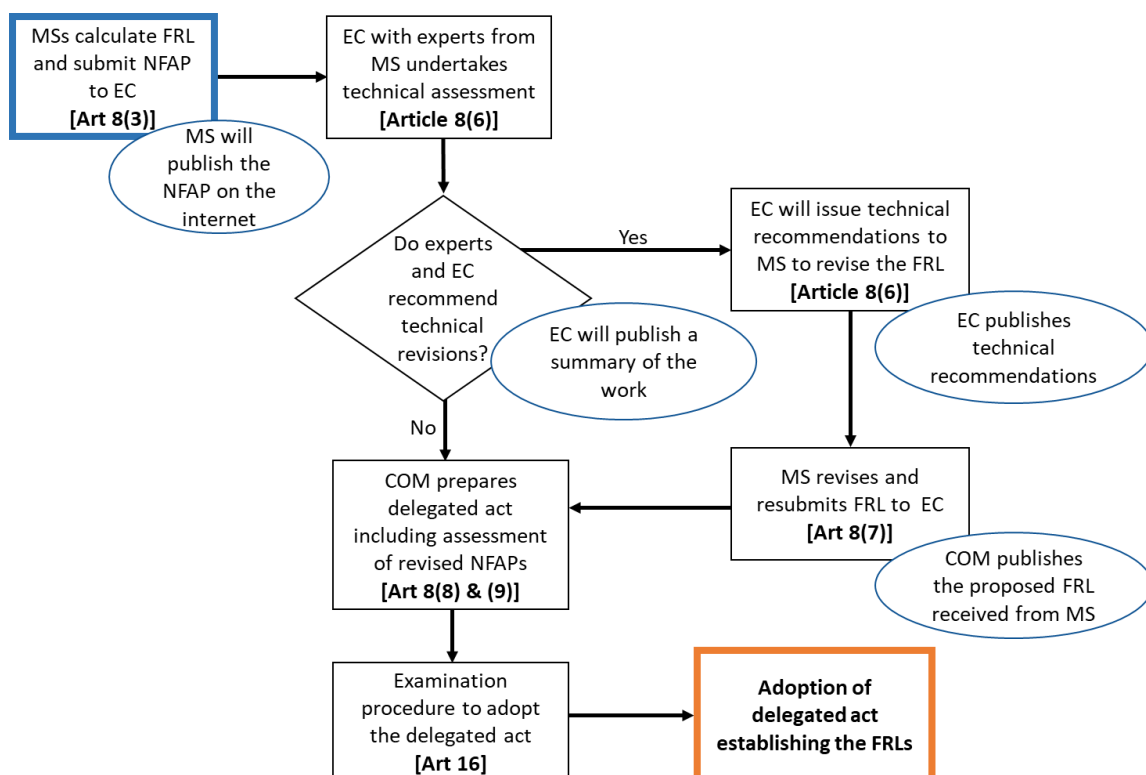 MSs calculate FRL
and submit NFAP
to EC
[Art 8(3)]
MS will
publish the
NFAP on the
internet
EC with experts from
MS undertakes
technical assessment
[Article 8(6)]
Do experts
and EC
recommend
technical
revisions?
Yes
EC will publish a
summary of the
work
EC will issue technical
recommendations to
MS to revise the FRL
[Article 8(6)]
EC publishes
technical
recommendations
No
COM prepares
delegated act
including assessment
of revised NFAPs
[Art 8(8) & (9)]
MS revises and
resubmits FRL to EC
[Art 8(7)]
COM publishes
the proposed FRL
received from MS
Examination
procedure to adopt
the delegated act
[Art 16]
Adoption of
delegated act
establishing the FRLs